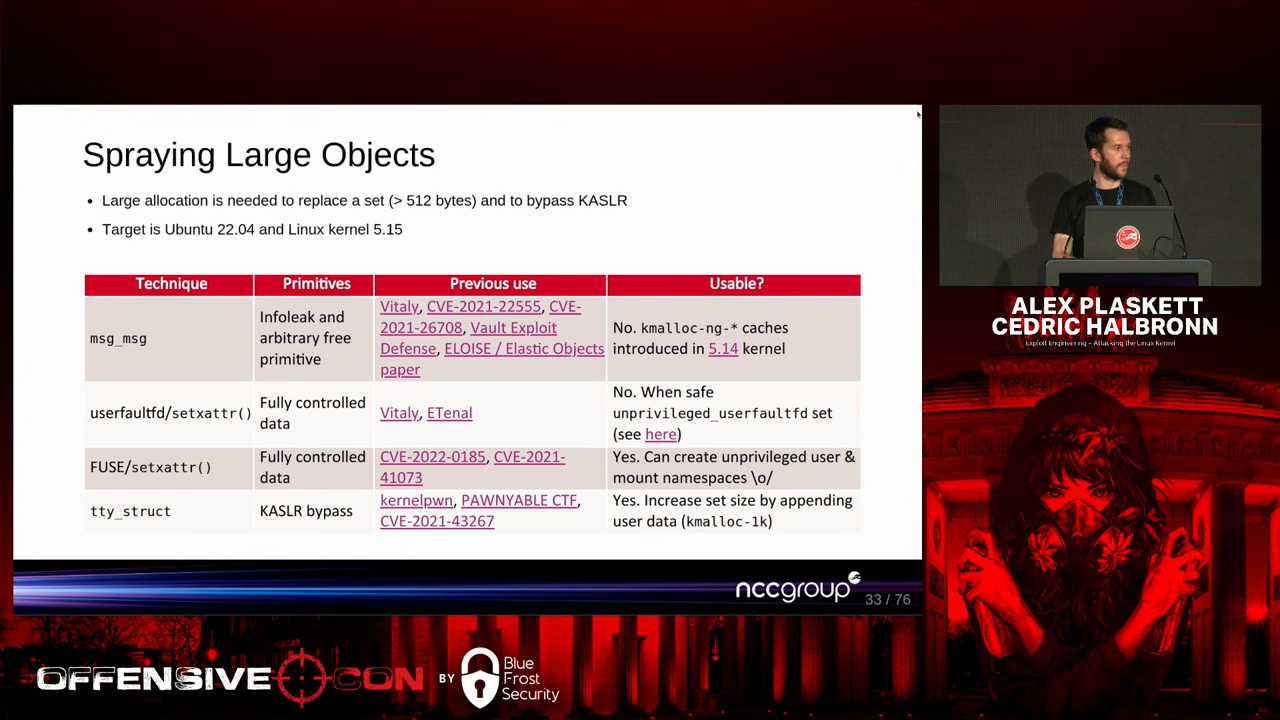 Spraying Large Objects
• Large allocation is needed to replace a set (> 512 bytes) and to bypass KASLR
• Target is Ubuntu 22.04 and Linux kernel 5.15
Technique Primitives Previous use Usable?
msg_msg
Infoleak and
arbitrary free
primitive
Vitaly, CVE-2021-22555, CVE-
2021-26708, Vault Exploit
Defense, ELOISE / Elastic Objects
paper
No. kmalloc-ng-* caches
introduced in 5.14 kernel
userfaultfd/setxattr()
Fully controlled
data
Vitaly, ETenal
No. When safe
unprivileged_userfaultfd set
(see here)
FUSE/setxattr()
Fully controlled
data
CVE-2022-0185, CVE-2021-
41073
Yes. Can create unprivileged user &
mount namespaces \o/
tty_struct
KASLR bypass
kernelpwn, PAWNYABLE CTF,
CVE-2021-43267
Yes. Increase set size by appending
user data (kmalloc-1k)
nccgroup
33 / 76
ALEX PLASKETT
CEDRIC HALBRONN
Exploit Engineering – Attacking the Linux Kernel
OFFENSIVE CON
BY
Blue
Frost
Security